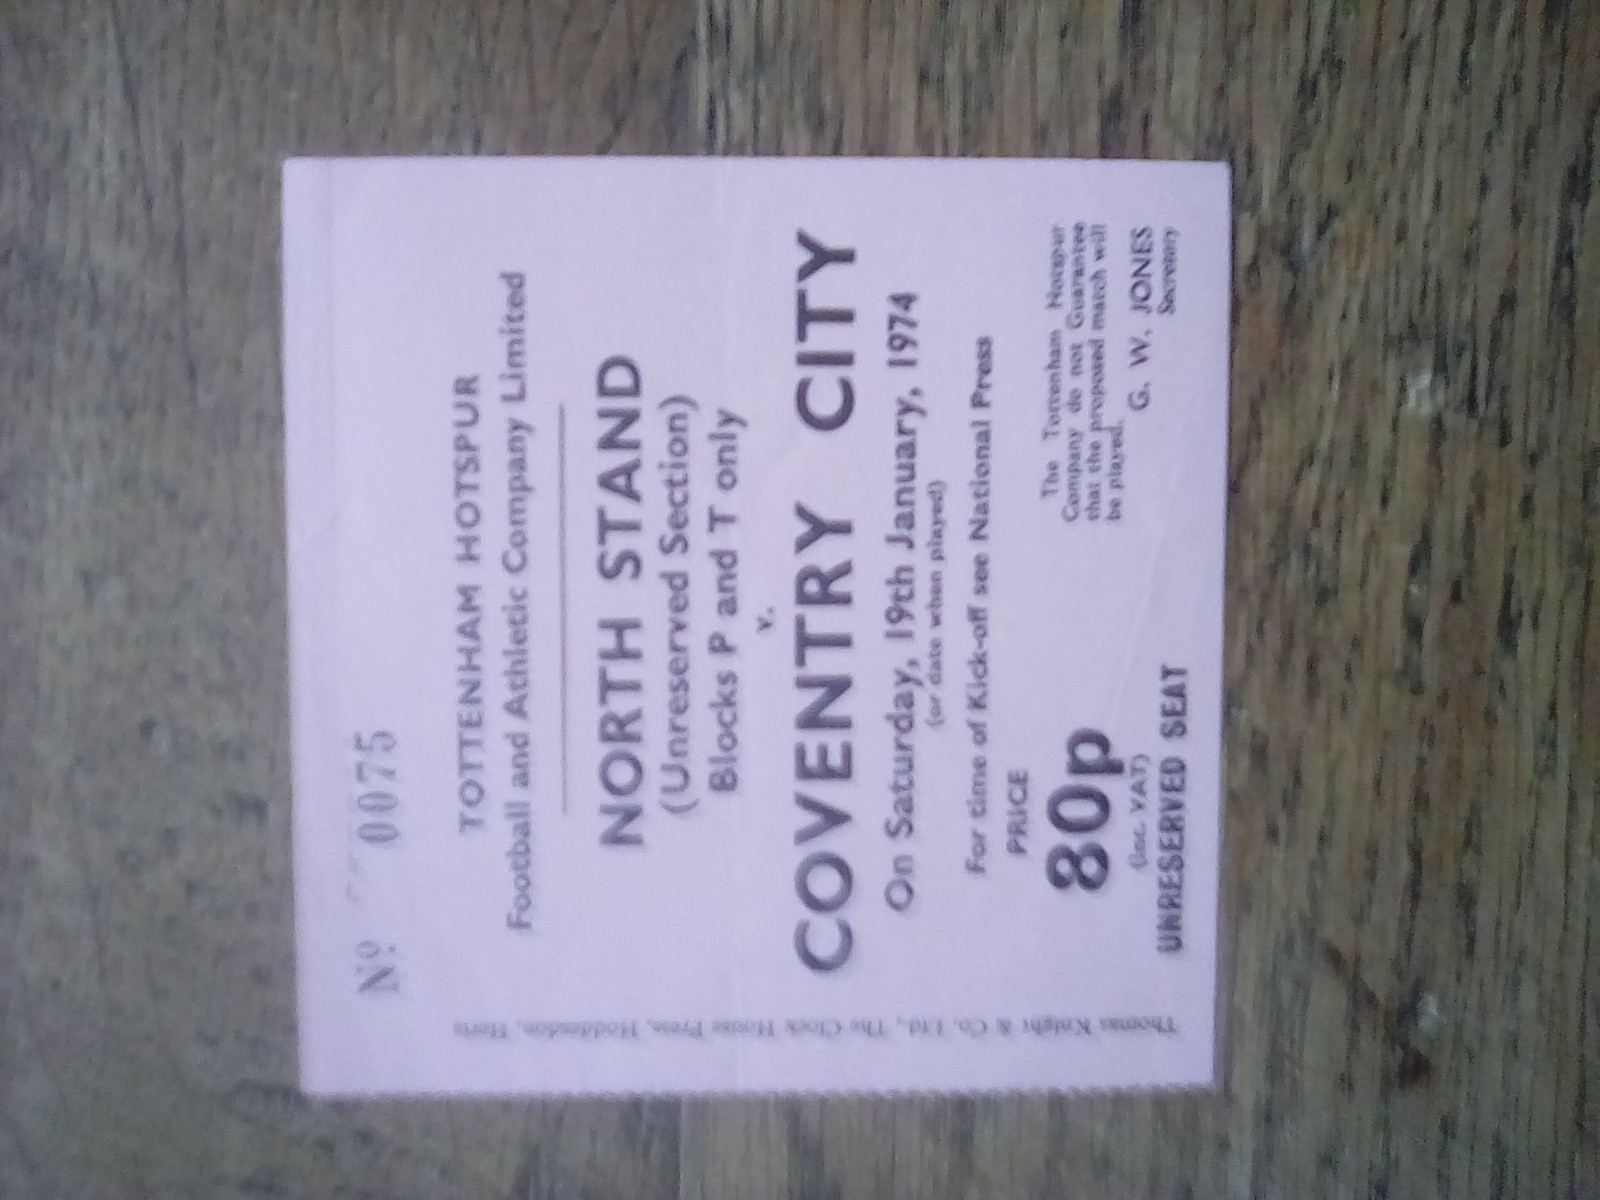 Nº 0075
TOTTENHAM HOTSPUR
Football and Athletic Company Limited
NORTH STAND
(Unreserved Section)
Blocks P and T only
v.
COVENTRY CITY
On Saturday, 19th January, 1974
(or date when played)
For time of Kick-off see National Press
PRICE
80p
(inc. VAT)
UNRESERVED SEAT
The Tottenham Hotspur
Company do not Guarantee
that the proposed match will
be played.
G. W. JONES
Secretary
Thomas Knight & Co. Ltd., The Clock House Press, Hoddesdon, Herts